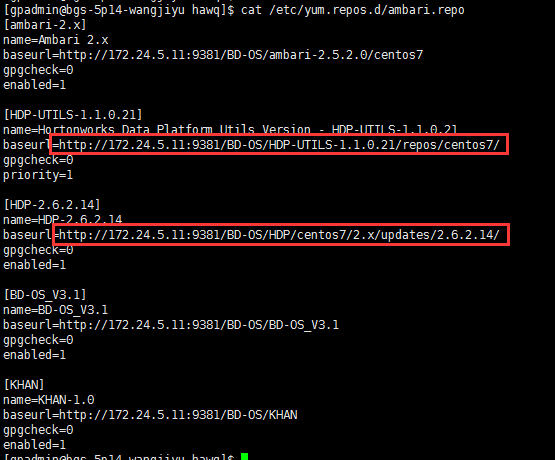 [gpadmin@bgs-5p14-wangjiyu hawq]$ cat /etc/yum.repos.d/ambari.repo
[ambari-2.x]
name=Ambari 2.x
baseurl=http://172.24.5.11:9381/BD-OS/ambari-2.5.2.0/centos7
gpgcheck=0
enabled=1

[HDP-UTILS-1.1.0.21]
name=Hortonworks Data Platform Utils Version - HDP-UTILS-1.1.0.21
baseurl=http://172.24.5.11:9381/BD-OS/HDP-UTILS-1.1.0.21/repos/centos7/
gpgcheck=0
priority=1

[HDP-2.6.2.14]
name=HDP-2.6.2.14
baseurl=http://172.24.5.11:9381/BD-OS/HDP/centos7/2.x/updates/2.6.2.14/
gpgcheck=0
enabled=1

[BD-OS_V3.1]
name=BD-OS_V3.1
baseurl=http://172.24.5.11:9381/BD-OS/BD-OS_V3.1
gpgcheck=0
enabled=1

[KHAN]
name=KHAN-1.0
baseurl=http://172.24.5.11:9381/BD-OS/KHAN
gpgcheck=0
enabled=1
[gpadmin@bgs-5p14-wangjiyu hawq]$